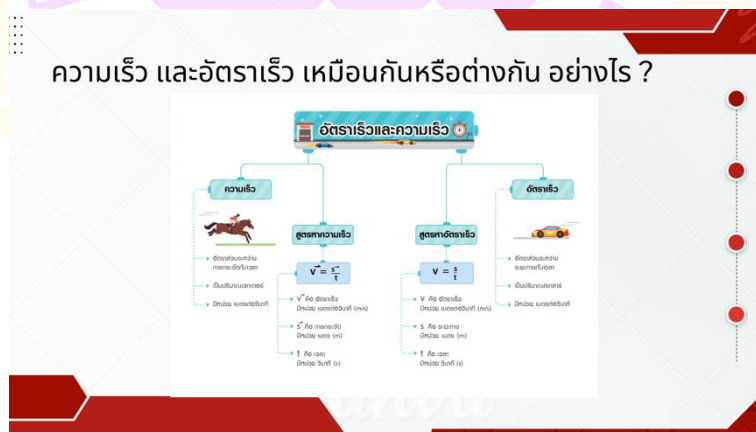 ความเร็ว และอัตราเร็ว เหมือนกันหรือต่างกัน อย่างไร ?
อัตราเร็วและความเร็ว
ความเร็ว
อัตราส่วนระหว่าง
การกระจัดกับเวลา
เป็นปริมาณเวกเตอร์
มีหน่วย เมตรต่อวินาที
สูตรหาความเร็ว
v⃗ = s⃗/t
v⃗ คือ อัตราเร็ว
มีหน่วย เมตรต่อวินาที (m/s)
s⃗ คือ การกระจัด
มีหน่วย เมตร (m)
t คือ เวลา
มีหน่วย วินาที (s)
สูตรหาอัตราเร็ว
v = s/t
v คือ อัตราเร็ว
มีหน่วย เมตรต่อวินาที (m/s)
s คือ ระยะทาง
มีหน่วย เมตร (m)
t คือ เวลา
มีหน่วย วินาที (s)
อัตราเร็ว
อัตราส่วนระหว่าง
ระยะทางกับเวลา
เป็นปริมาณสเกลาร์
มีหน่วย เมตรต่อวินาที